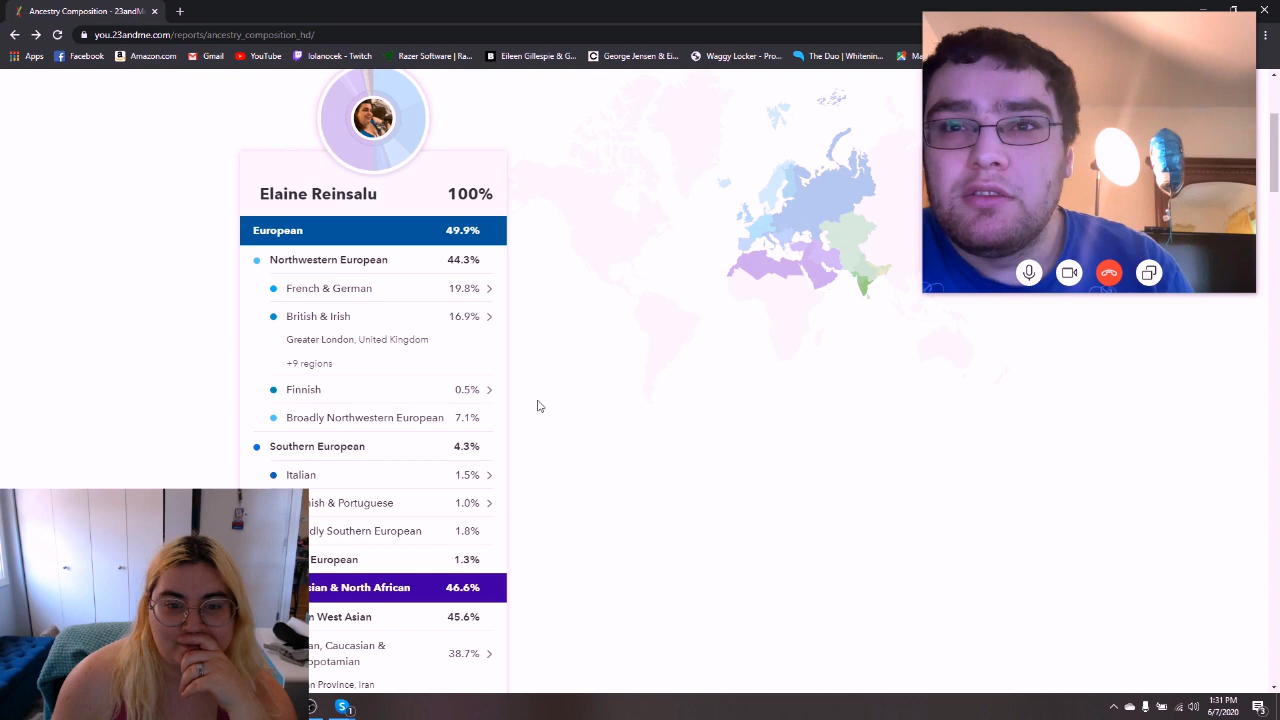 Ancestry Composition - 23andMe
you.23andme.com/reports/ancestry_composition_hd/
Apps Facebook Amazon.com Gmail YouTube lolanocek - Twitch Razer Software | Ra... Eileen Gillespie & G... George Jensen & Ei... Waggy Locker - Pro... The Duo | Whitenin... Ma
Elaine Reinsalu 100%
European 49.9%
Northwestern European 44.3%
French & German 19.8%
British & Irish 16.9%
Greater London, United Kingdom
+9 regions
Finnish 0.5%
Broadly Northwestern European 7.1%
Southern European 4.3%
Italian 1.5%
nish & Portuguese 1.0%
dly Southern European 1.8%
European 1.3%
sian & North African 46.6%
n West Asian 45.6%
an, Caucasian &
opotamian 38.7%
n Province, Iran
1:31 PM
6/7/2020